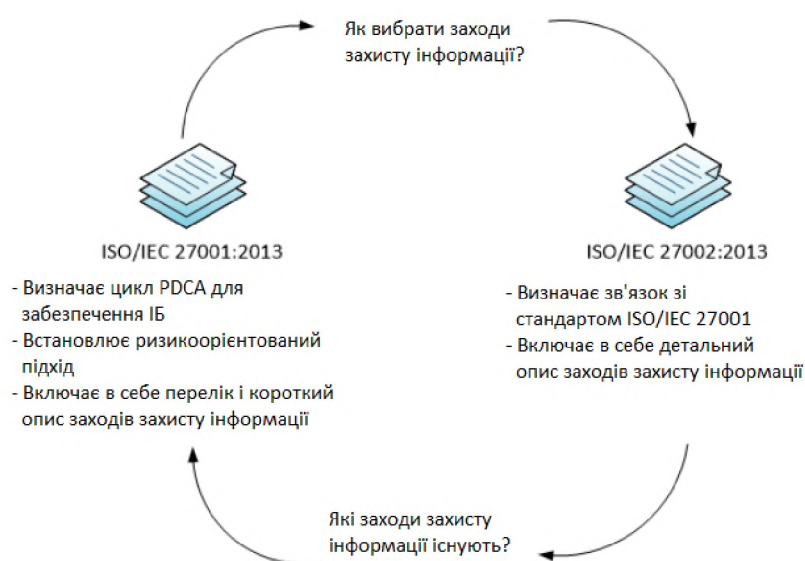 Як вибрати заходи
захисту інформації?
ISO/IEC 27001:2013
- Визначає цикл PDCA для
забезпечення ІБ
- Встановлює ризикоорієнтований
підхід
- Включає в себе перелік і короткий
опис заходів захисту інформації
ISO/IEC 27002:2013
- Визначає зв'язок зі
стандартом ISO/IEC 27001
- Включає в себе детальний
опис заходів захисту інформації
Які заходи захисту
інформації існують?